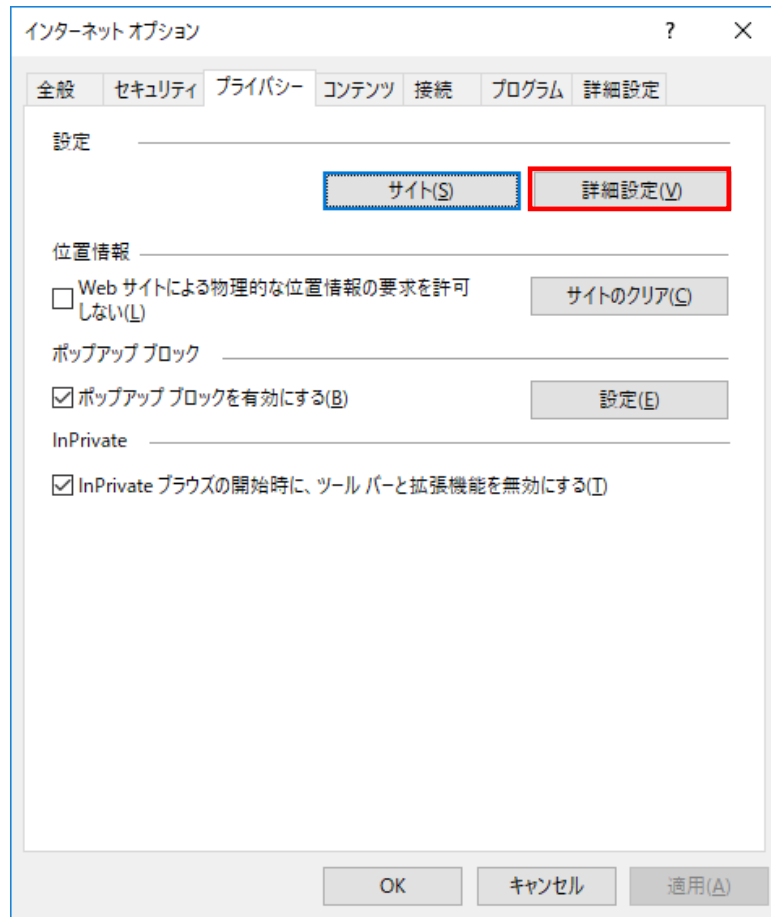 インターネット オプション
?
全般 セキュリティ プライバシー コンテンツ 接続 プログラム 詳細設定
設定
サイト(S) 詳細設定(V)
位置情報
Web サイトによる物理的な位置情報の要求を許可
しない(L)
サイトのクリア(C)
ポップアップ ブロック
ポップアップ ブロックを有効にする(B) 設定(E)
InPrivate
InPrivate ブラウズの開始時に、ツール バーと拡張機能を無効にする(T)
OK キャンセル 適用(A)